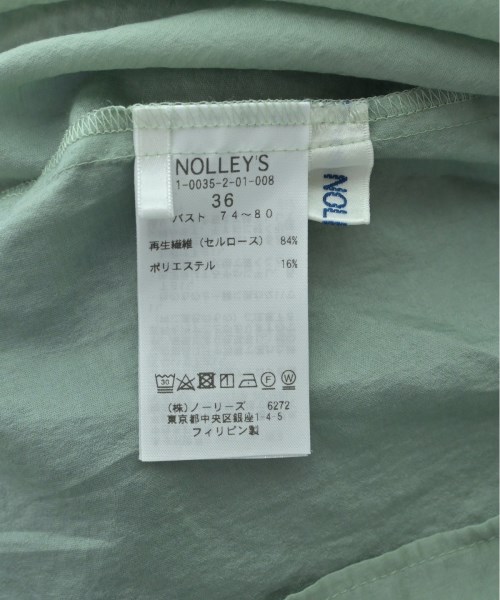 NOLLEY'S
1-0035-2-01-008
36
バスト 74～80
再生繊維（セルロース） 84%
ポリエステル 16%
30
F W
(株)ノーリーズ 6272
東京都中央区銀座1-4-5
フィリピン製
NOL